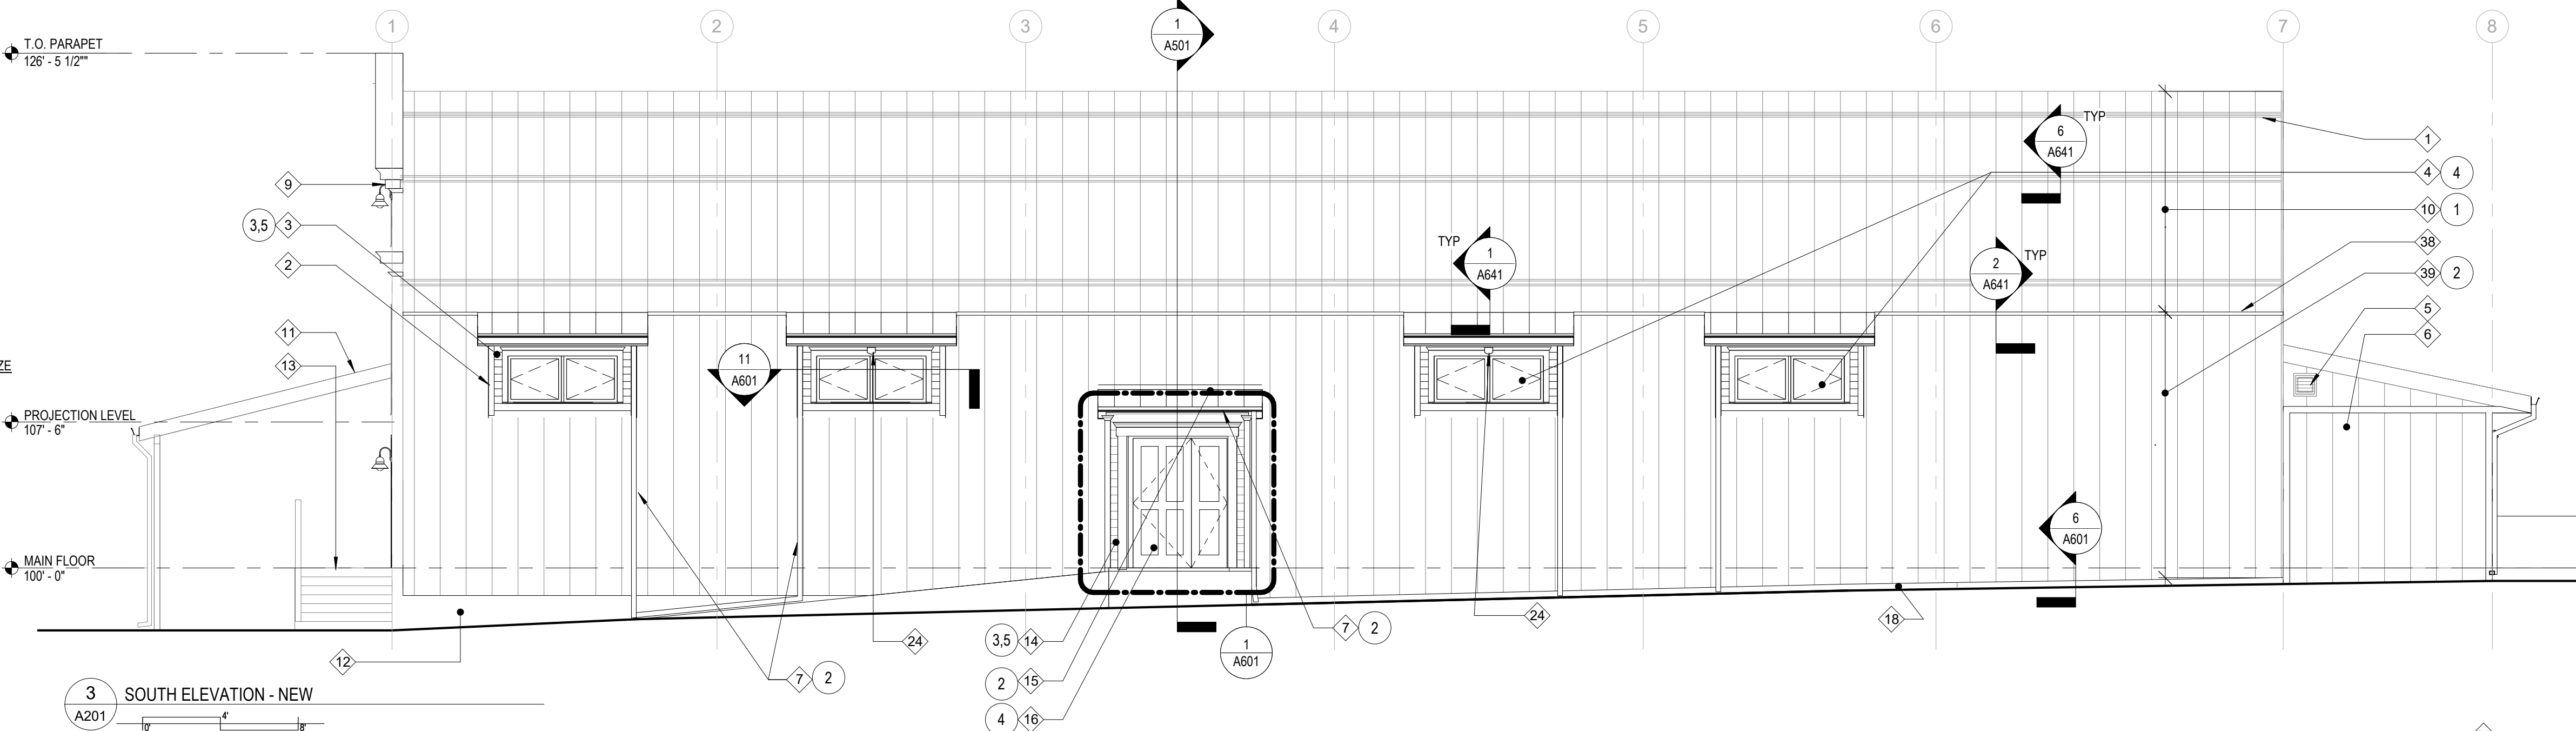 1
2
3
4
5
6
7
8
1
A501
T.O. PARAPET
126' - 5 1/2""
6
A641
TYP
1
9
4 4
10 1
3,5 3
38
TYP
1
A641
2
A641
TYP
2
39 2
5
11
6
13
11
A601
ZE
PROJECTION LEVEL
107' - 6"
6
A601
MAIN FLOOR
100' - 0"
24
18
7 2
24
3,5 14
1
A601
12
7 2
2 15
4 16
3
A201
SOUTH ELEVATION - NEW
0'
4'
8'